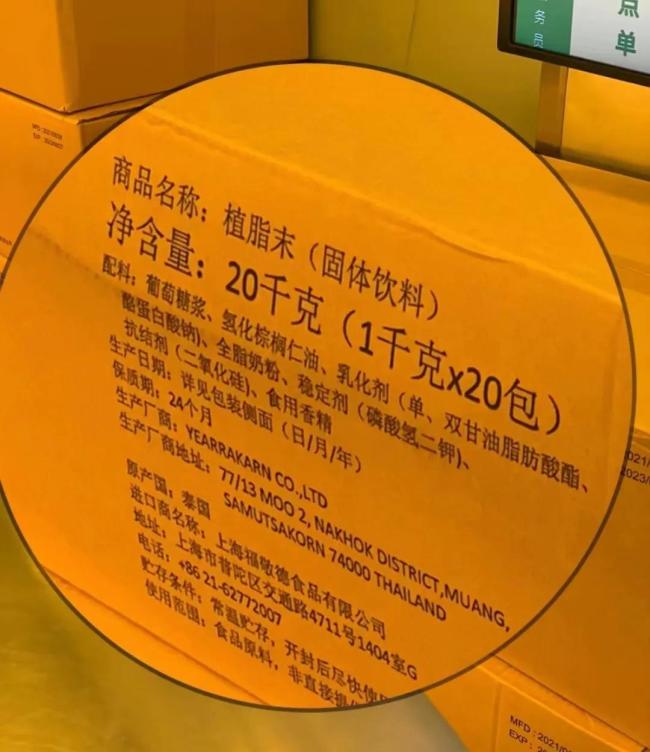 务
员
点
单
商品名称：植脂末（固体饮料）
净含量：20千克（1千克x20包）
配料：葡萄糖浆、氢化棕榈仁油、乳化剂（单、双甘油脂肪酸酯、
酪蛋白酸钠）、全脂奶粉、稳定剂（磷酸氢二钾）、
抗结剂（二氧化硅）、食用香精
生产日期：详见包装侧面（日/月/年）
保质期：24个月
生产厂商：YEARRAKARN CO.,LTD
生产厂商地址：77/13 MOO 2, NAKHOK DISTRICT,MUANG,
SAMUTSAKORN 74000 THAILAND
原产国：泰国
进口商名称：上海福敬德食品有限公司
地址：上海市普陀区交通路4711号1404室G
电话：+86 21-62772007
贮存条件：常温贮存，开封后尽快使用
使用范围：食品原料，非直接提
MFD : 2021/0
EXP : 20